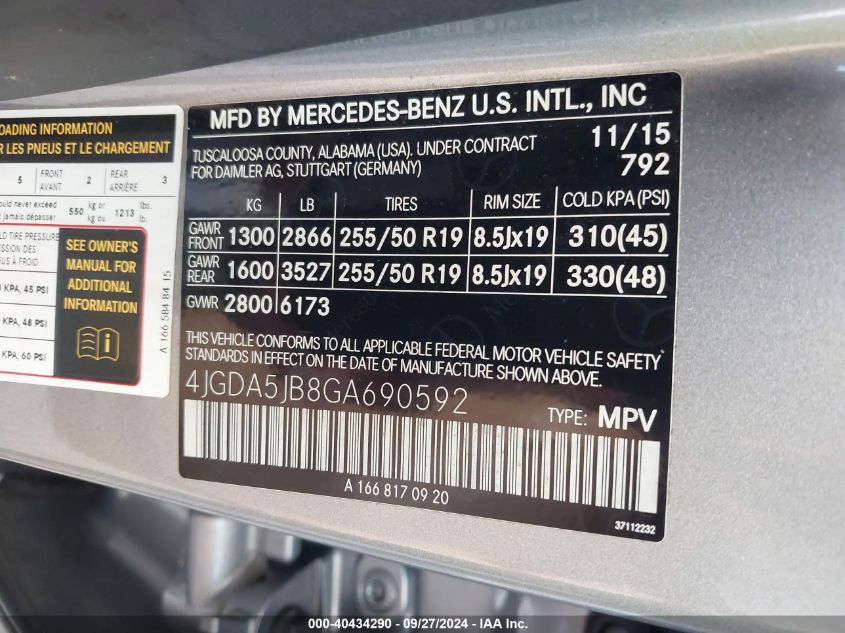 OADING INFORMATION
R LES PNEUS ET LE CHARGEMENT
5 FRONT AVANT 2 REAR ARRIÈRE 3
ould never exceed 550 kg or 1213 lbs.
t jamais dépasser kg ou lb.
D TIRE PRESSURE
ESSION DES
US À FROID
KPA, 45 PSI
KPA, 48 PSI
KPA, 60 PSI
SEE OWNER'S
MANUAL FOR
ADDITIONAL
INFORMATION
A 166 584 84 15
MFD BY MERCEDES-BENZ U.S. INTL., INC
TUSCALOOSA COUNTY, ALABAMA (USA). UNDER CONTRACT
FOR DAIMLER AG, STUTTGART (GERMANY)
11/15
792
KG LB TIRES RIM SIZE COLD KPA (PSI)
GAWR FRONT 1300 2866 255/50 R19 8.5Jx19 310(45)
GAWR REAR 1600 3527 255/50 R19 8.5Jx19 330(48)
GVWR 2800 6173
THIS VEHICLE CONFORMS TO ALL APPLICABLE FEDERAL MOTOR VEHICLE SAFETY
STANDARDS IN EFFECT ON THE DATE OF MANUFACTURE SHOWN ABOVE.
4JGDA5JB8GA690592
TYPE: MPV
A 166 817 09 20
37112232
000-40434290 - 09/27/2024 - IAA Inc.